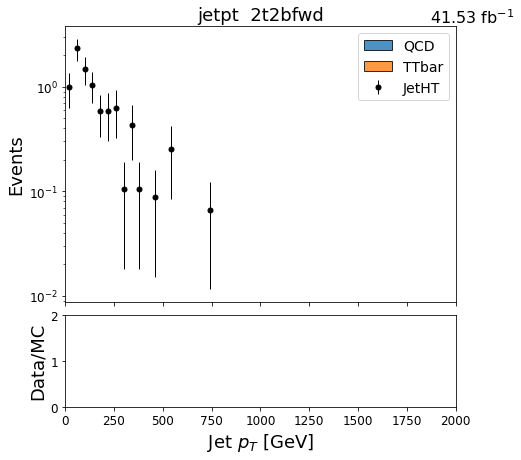 jetpt 2t2bfwd
41.53 fb⁻¹
QCD
TTbar
JetHT
Events
10⁰
10⁻¹
10⁻²
Data/MC
2
1
0
0 250 500 750 1000 1250 1500 1750 2000
Jet p_T [GeV]